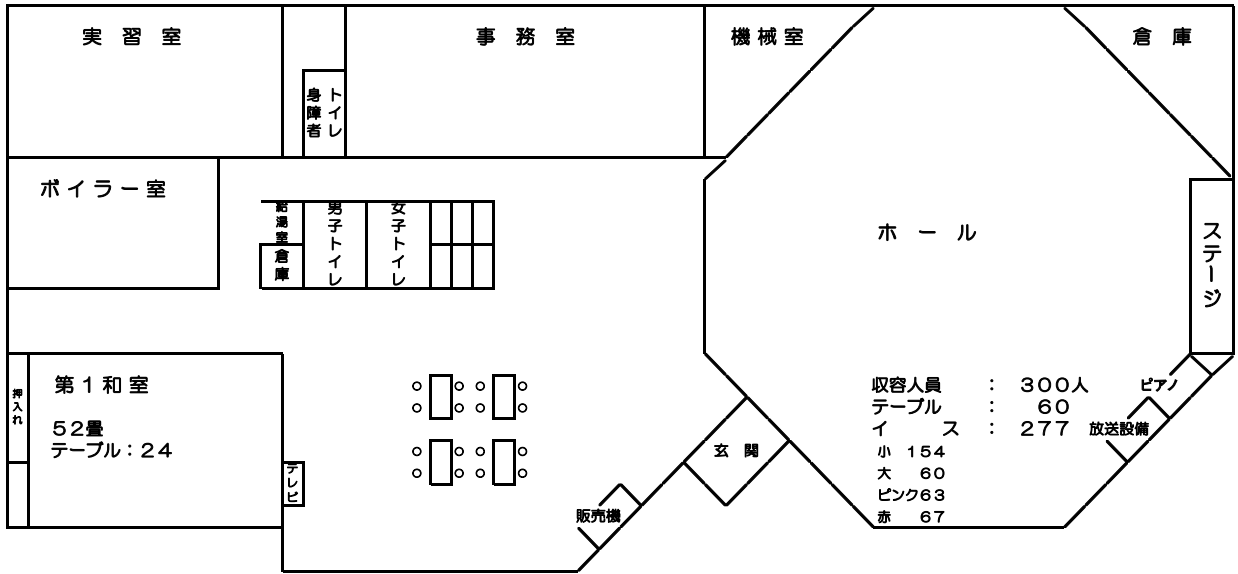 実習室
事務室
機械室
倉庫
身障者
トイレ
ボイラー室
給湯室
倉庫
男子トイレ
女子トイレ
ホール
ステージ
押入れ
第1和室
52畳
テーブル：24
テレビ
販売機
玄関
収容人員：300人
テーブル：60
イス：277
小 154
大 60
ピンク63
赤 67
ピアノ
放送設備